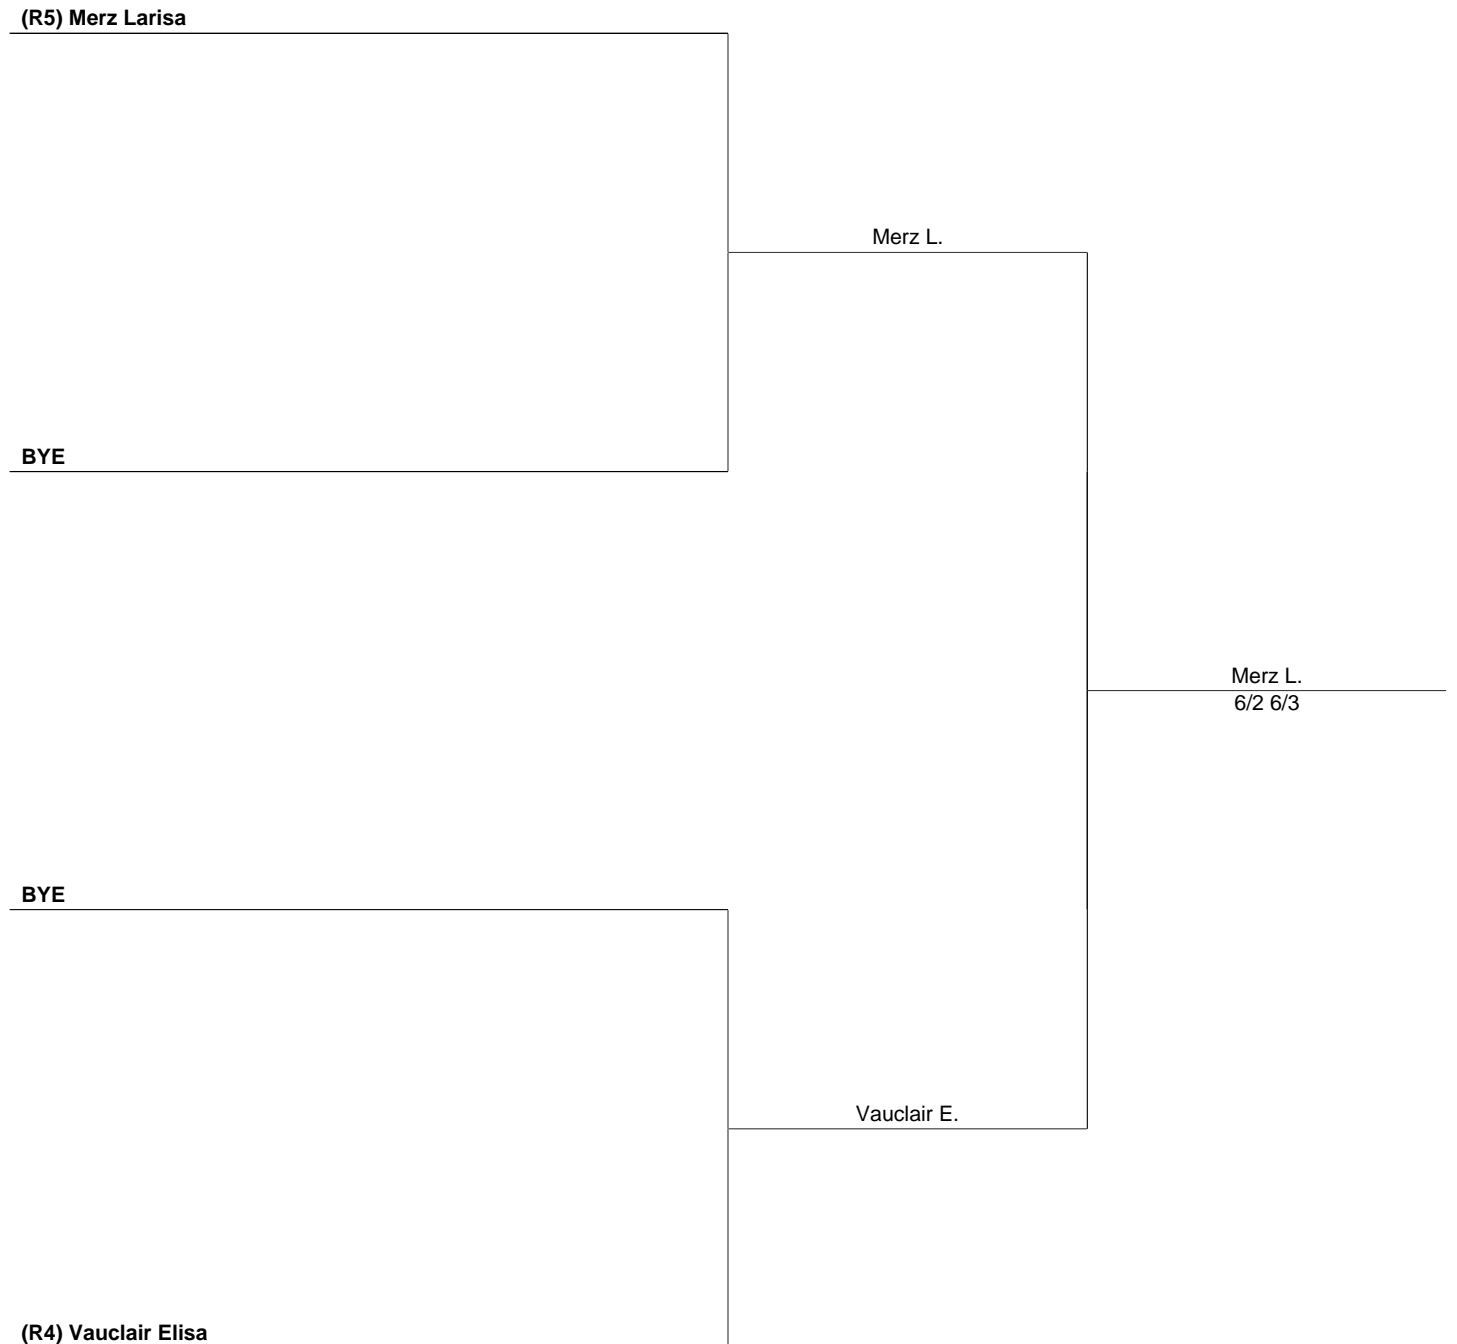 (R5) Merz Larisa
Merz L.
BYE
Merz L.
6/2 6/3
BYE
Vauclair E.
(R4) Vauclair Elisa